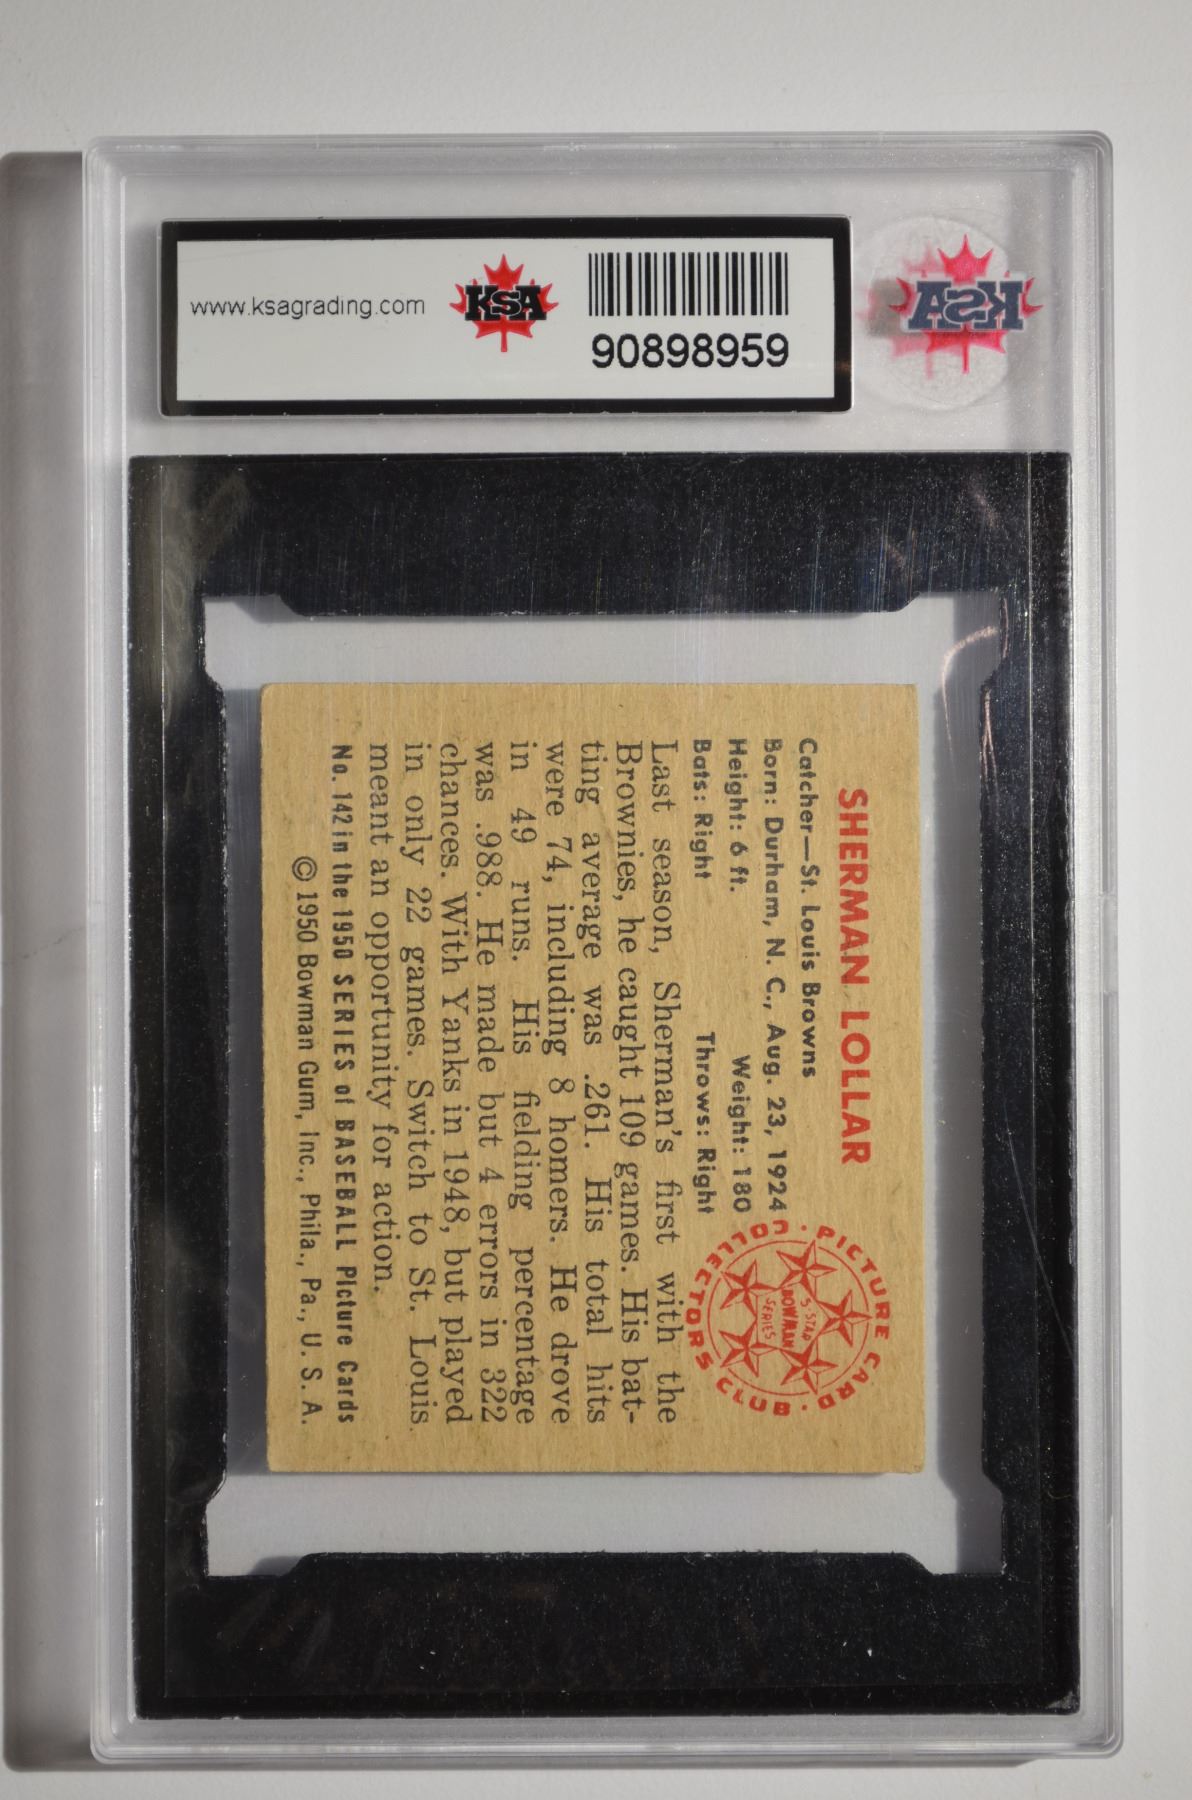 www.ksagrading.com
KSA
90898959
KSA
SHERMAN LOLLAR
Catcher—St. Louis Browns
Born: Durham, N. C., Aug. 23, 1924
Height: 6 ft. Weight: 180
Bats: Right Throws: Right
PICTURE CARD · COLLECTORS CLUB ·
5-STAR
BOWMAN
SERIES
Last season, Sherman's first with the
Brownies, he caught 109 games. His bat-
ting average was .261. His total hits
were 74, including 8 homers. He drove
in 49 runs. His fielding percentage
was .988. He made but 4 errors in 322
chances. With Yanks in 1948, but played
in only 22 games. Switch to St. Louis
meant an opportunity for action.
No. 142 in the 1950 SERIES of BASEBALL Picture Cards
© 1950 Bowman Gum, Inc., Phila., Pa., U. S. A.